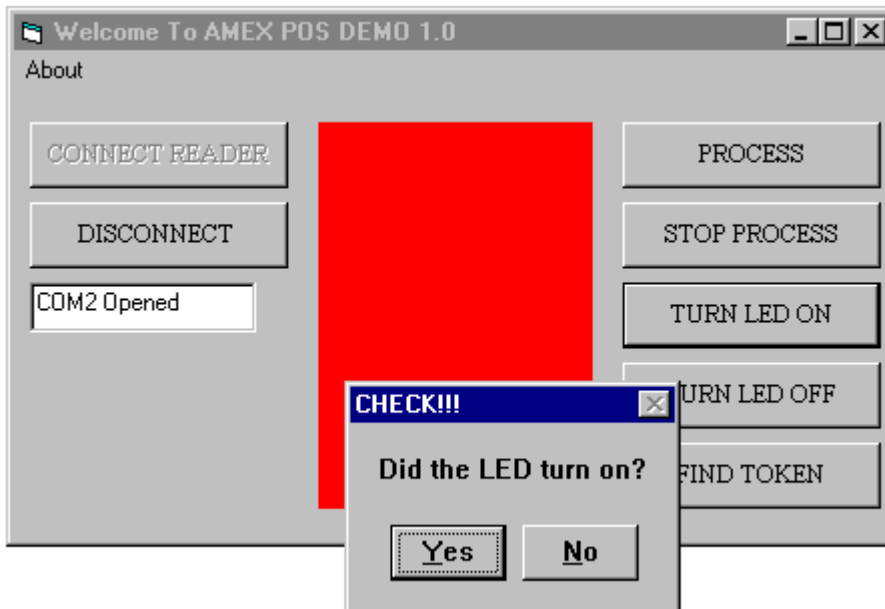 Welcome To AMEX POS DEMO 1.0
About
CONNECT READER
DISCONNECT
COM2 Opened
PROCESS
STOP PROCESS
TURN LED ON
URN LED OFF
FIND TOKEN
CHECK!!!
Did the LED turn on?
Yes
No